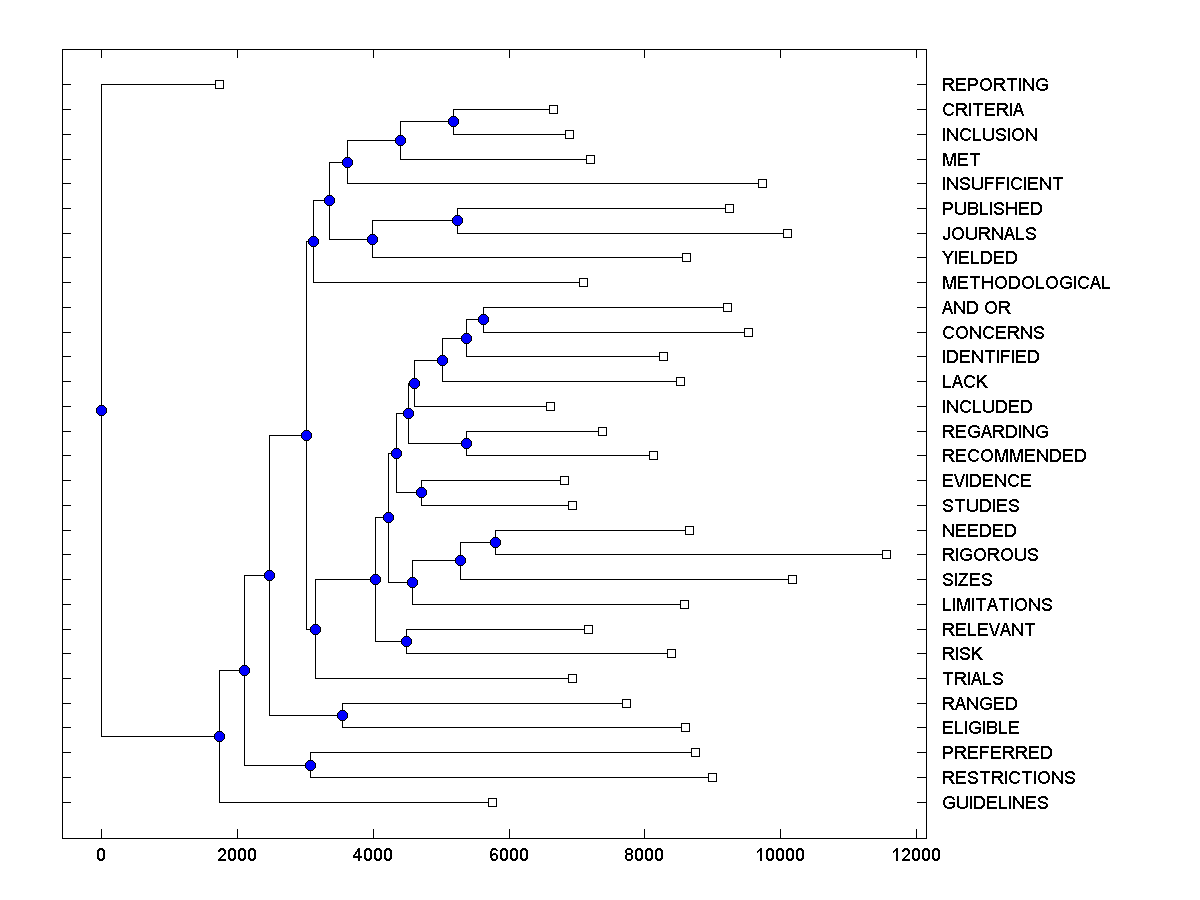 REPORTING
CRITERIA
INCLUSION
MET
INSUFFICIENT
PUBLISHED
JOURNALS
YIELDED
METHODOLOGICAL
AND OR
CONCERNS
IDENTIFIED
LACK
INCLUDED
REGARDING
RECOMMENDED
EVIDENCE
STUDIES
NEEDED
RIGOROUS
SIZES
LIMITATIONS
RELEVANT
RISK
TRIALS
RANGED
ELIGIBLE
PREFERRED
RESTRICTIONS
GUIDELINES
0 2000 4000 6000 8000 10000 12000